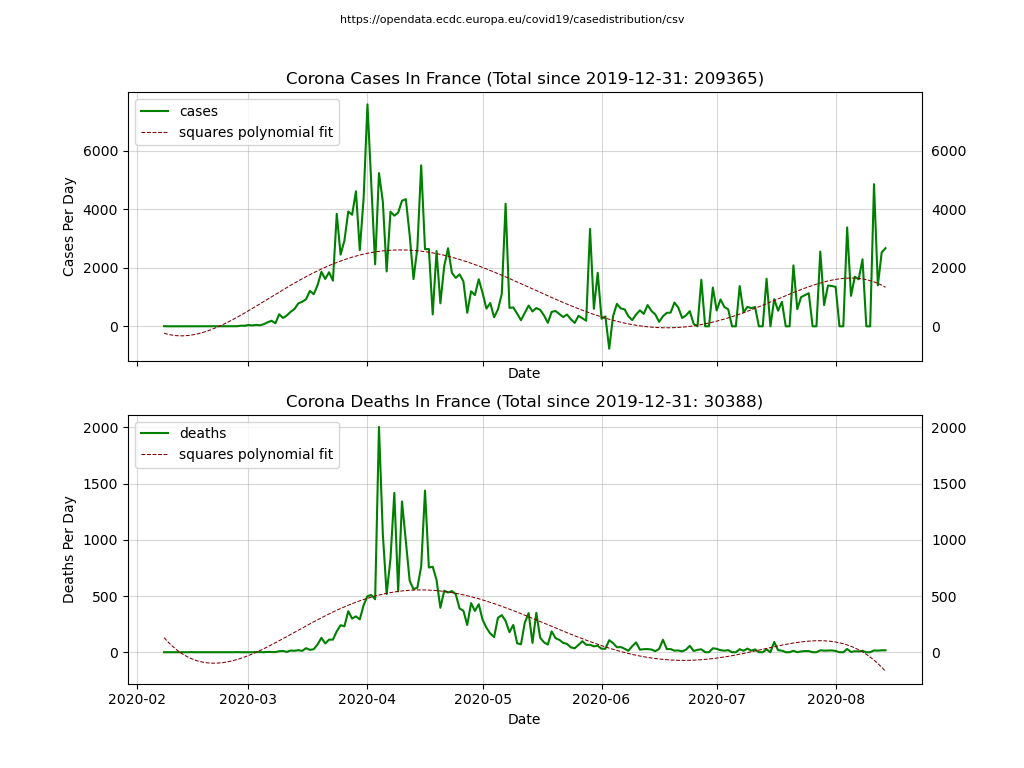 https://opendata.ecdc.europa.eu/covid19/casedistribution/csv
Corona Cases In France (Total since 2019-12-31: 209365)
cases
squares polynomial fit
6000 6000
4000 4000
2000 2000
0 0
Cases Per Day
Date
Corona Deaths In France (Total since 2019-12-31: 30388)
deaths
squares polynomial fit
2000 2000
1500 1500
1000 1000
500 500
0 0
Deaths Per Day
2020-02 2020-03 2020-04 2020-05 2020-06 2020-07 2020-08
Date